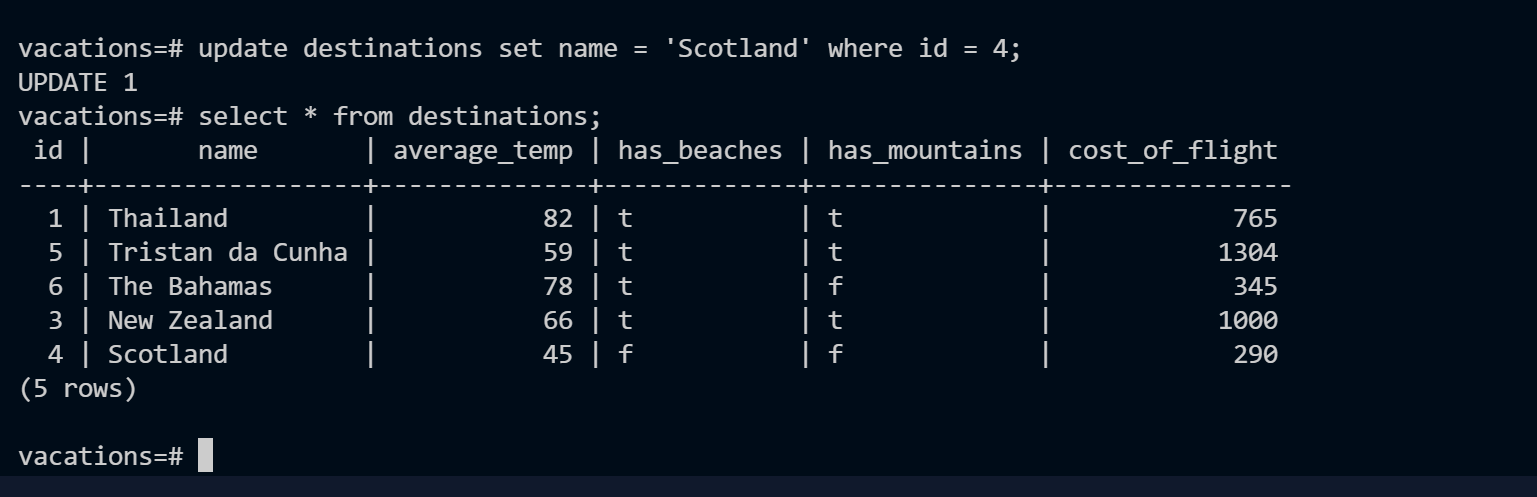 vacations=# update destinations set name = 'Scotland' where id = 4;
UPDATE 1
vacations=# select * from destinations;
 id |       name       | average_temp | has_beaches | has_mountains | cost_of_flight
----+------------------+--------------+-------------+---------------+----------------
  1 | Thailand         |           82 | t           | t             |            765
  5 | Tristan da Cunha |           59 | t           | t             |           1304
  6 | The Bahamas      |           78 | t           | f             |            345
  3 | New Zealand      |           66 | t           | t             |           1000
  4 | Scotland         |           45 | f           | f             |            290
(5 rows)
vacations=#